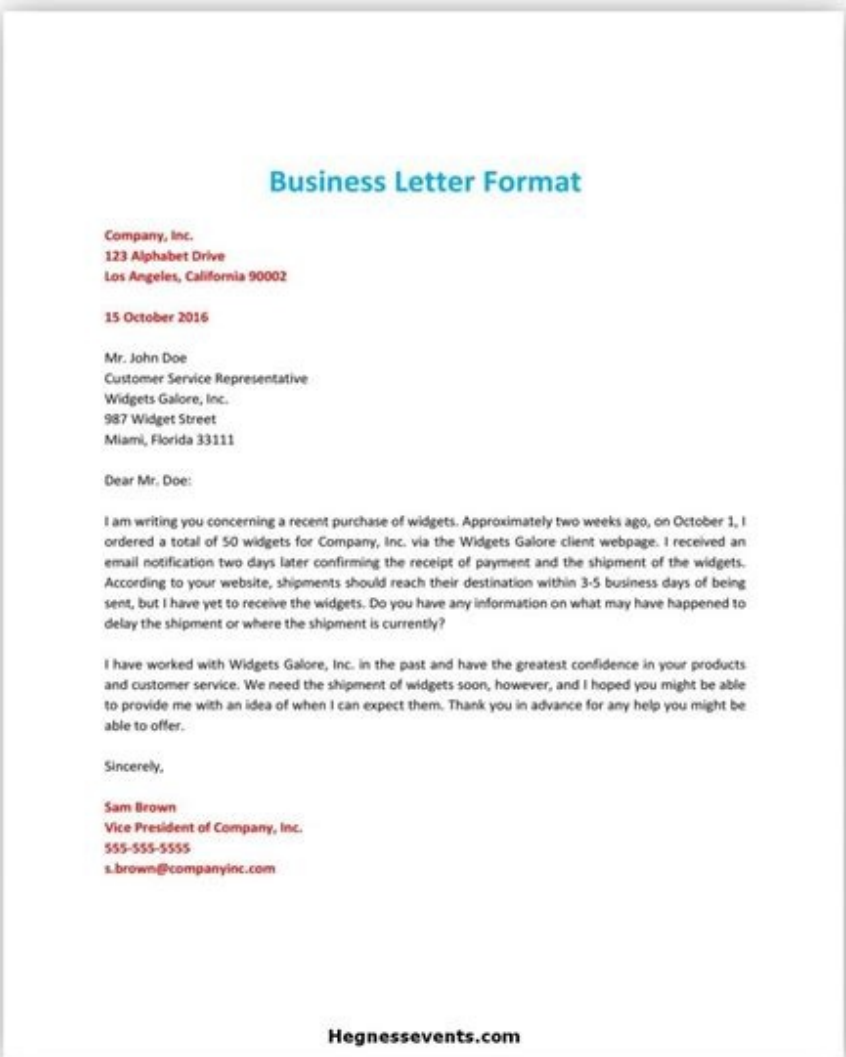 Business Letter Format
Company, Inc.
123 Alphabet Drive
Los Angeles, California 90002
15 October 2016
Mr. John Doe
Customer Service Representative
Widgets Galore, Inc.
987 Widget Street
Miami, Florida 33111
Dear Mr. Doe:
I am writing you concerning a recent purchase of widgets. Approximately two weeks ago, on October 1, I
ordered a total of 50 widgets for Company, Inc. via the Widgets Galore client webpage. I received an
email notification two days later confirming the receipt of payment and the shipment of the widgets.
According to your website, shipments should reach their destination within 3-5 business days of being
sent, but I have yet to receive the widgets. Do you have any information on what may have happened to
delay the shipment or where the shipment is currently?
I have worked with Widgets Galore, Inc. in the past and have the greatest confidence in your products
and customer service. We need the shipment of widgets soon, however, and I hoped you might be able
to provide me with an idea of when I can expect them. Thank you in advance for any help you might be
able to offer.
Sincerely,
Sam Brown
Vice President of Company, Inc.
555-555-5555
s.brown@companyinc.com
Hegnessevents.com